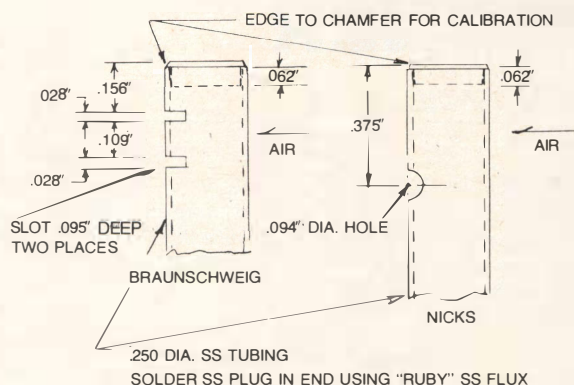 EDGE TO CHAMFER FOR CALIBRATION
.156"
.062"
.062"
028"
.109"
.375"
AIR
AIR
.028"
SLOT .095" DEEP
TWO PLACES
.094" DIA. HOLE
BRAUNSCHWEIG
NICKS
.250 DIA. SS TUBING
SOLDER SS PLUG IN END USING "RUBY" SS FLUX